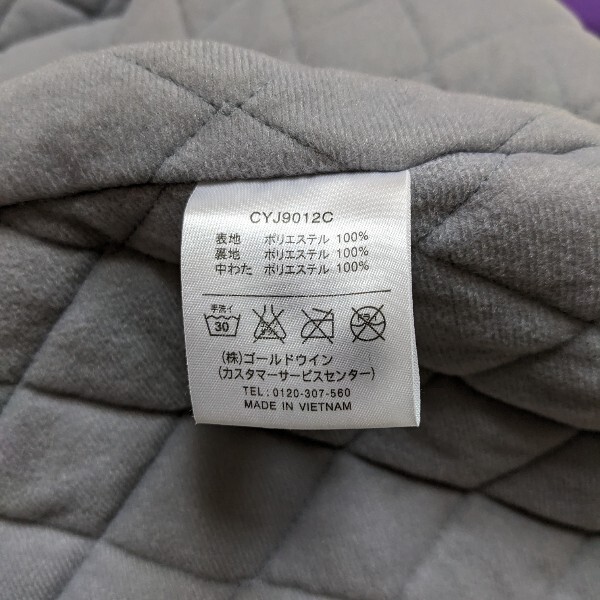 CYJ9012C
表地 ポリエステル 100%
裏地 ポリエステル 100%
中わた ポリエステル 100%
手洗イ
30
ドライ
(株)ゴールドウイン
(カスタマーサービスセンター)
TEL:0120-307-560
MADE IN VIETNAM